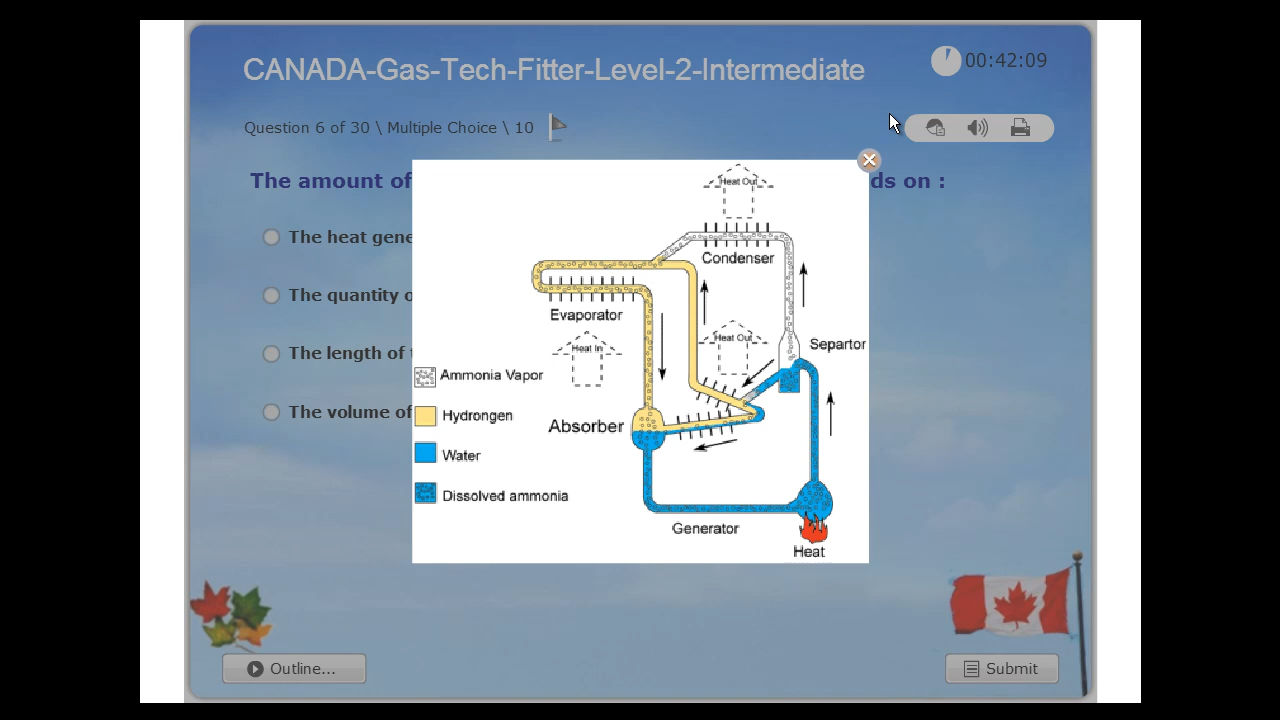 CANADA-Gas-Tech-Fitter-Level-2-Intermediate
00:42:09
Question 6 of 30 \ Multiple Choice \ 10
The amount of
ds on :
The heat gene
The quantity o
The length of
The volume of
Heat Out
Condenser
Evaporator
Heat In
Heat Out
Separtor
Ammonia Vapor
Hydrongen
Absorber
Water
Dissolved ammonia
Generator
Heat
Outline...
Submit